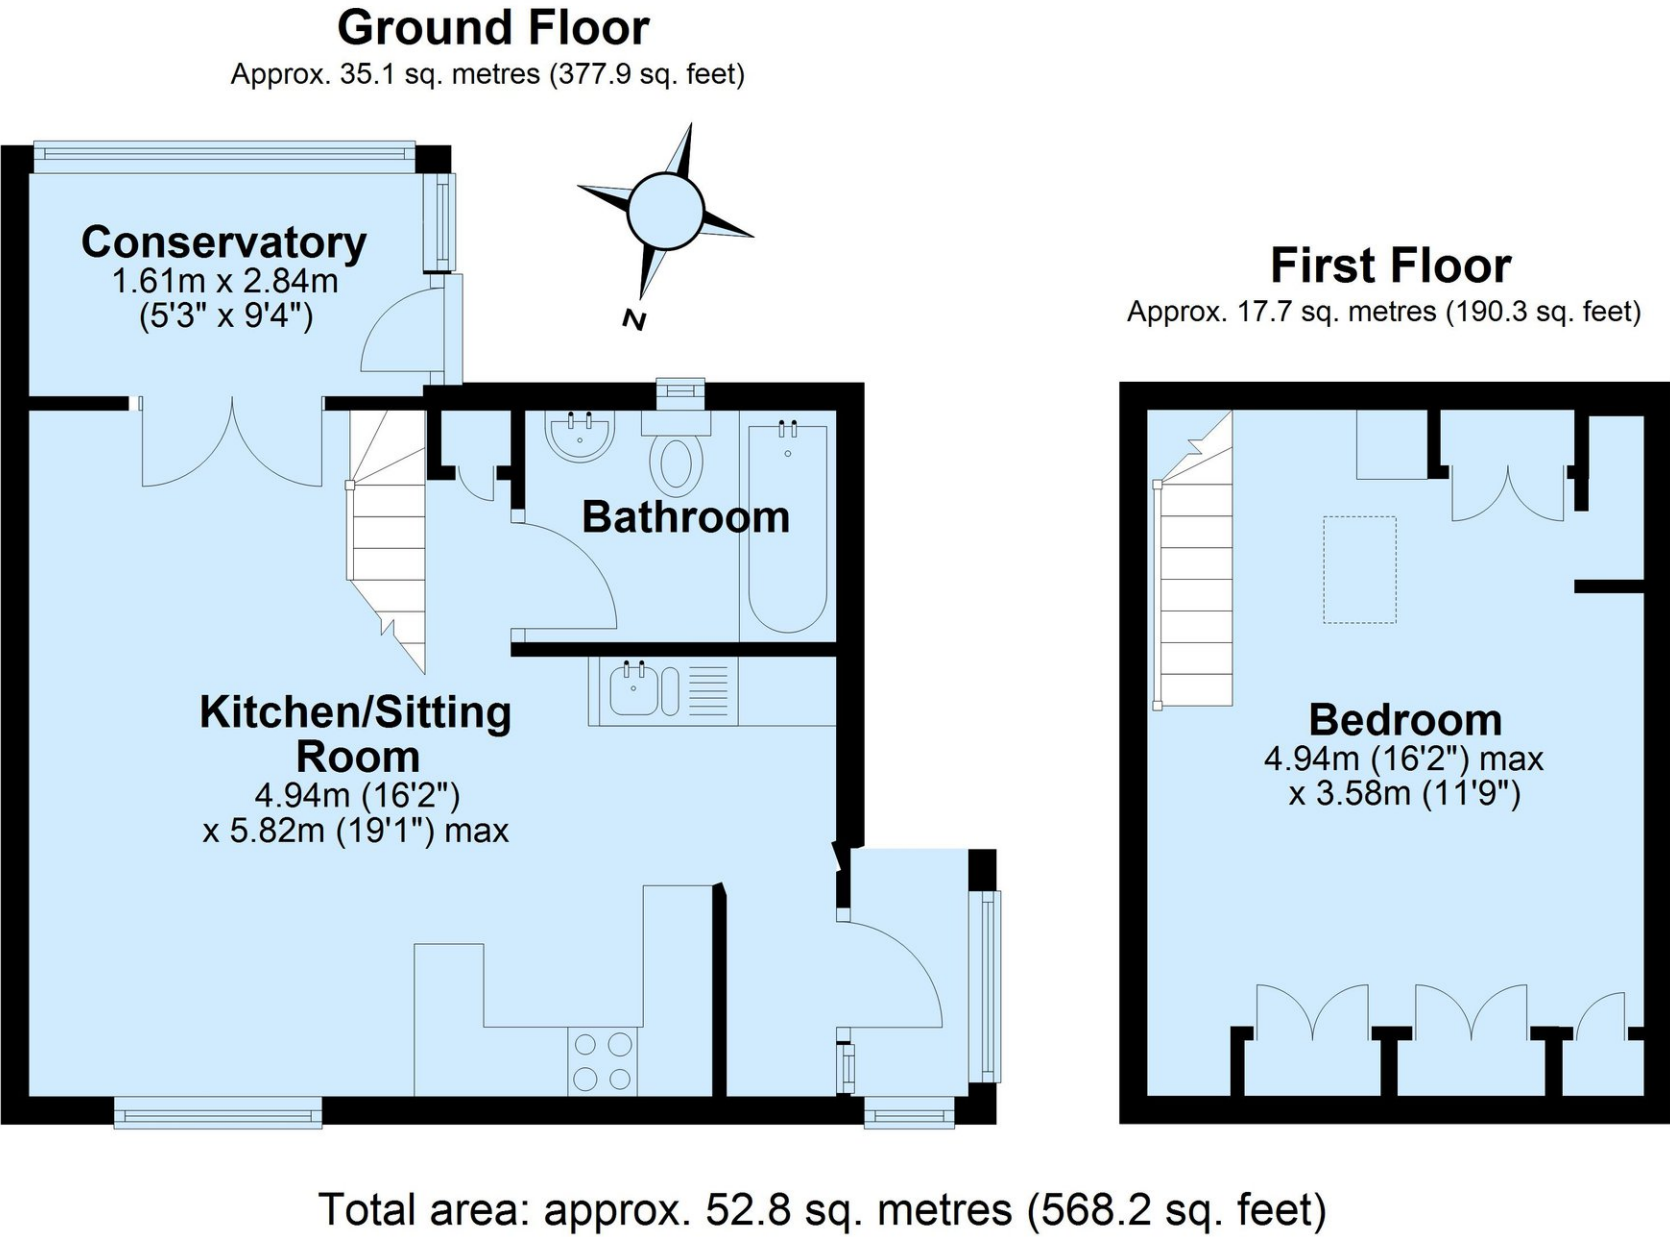 Ground Floor
Approx. 35.1 sq. metres (377.9 sq. feet)
Conservatory
1.61m x 2.84m
(5'3" x 9'4")
N
Bathroom
Kitchen/Sitting
Room
4.94m (16'2")
x 5.82m (19'1") max
First Floor
Approx. 17.7 sq. metres (190.3 sq. feet)
Bedroom
4.94m (16'2") max
x 3.58m (11'9")
Total area: approx. 52.8 sq. metres (568.2 sq. feet)